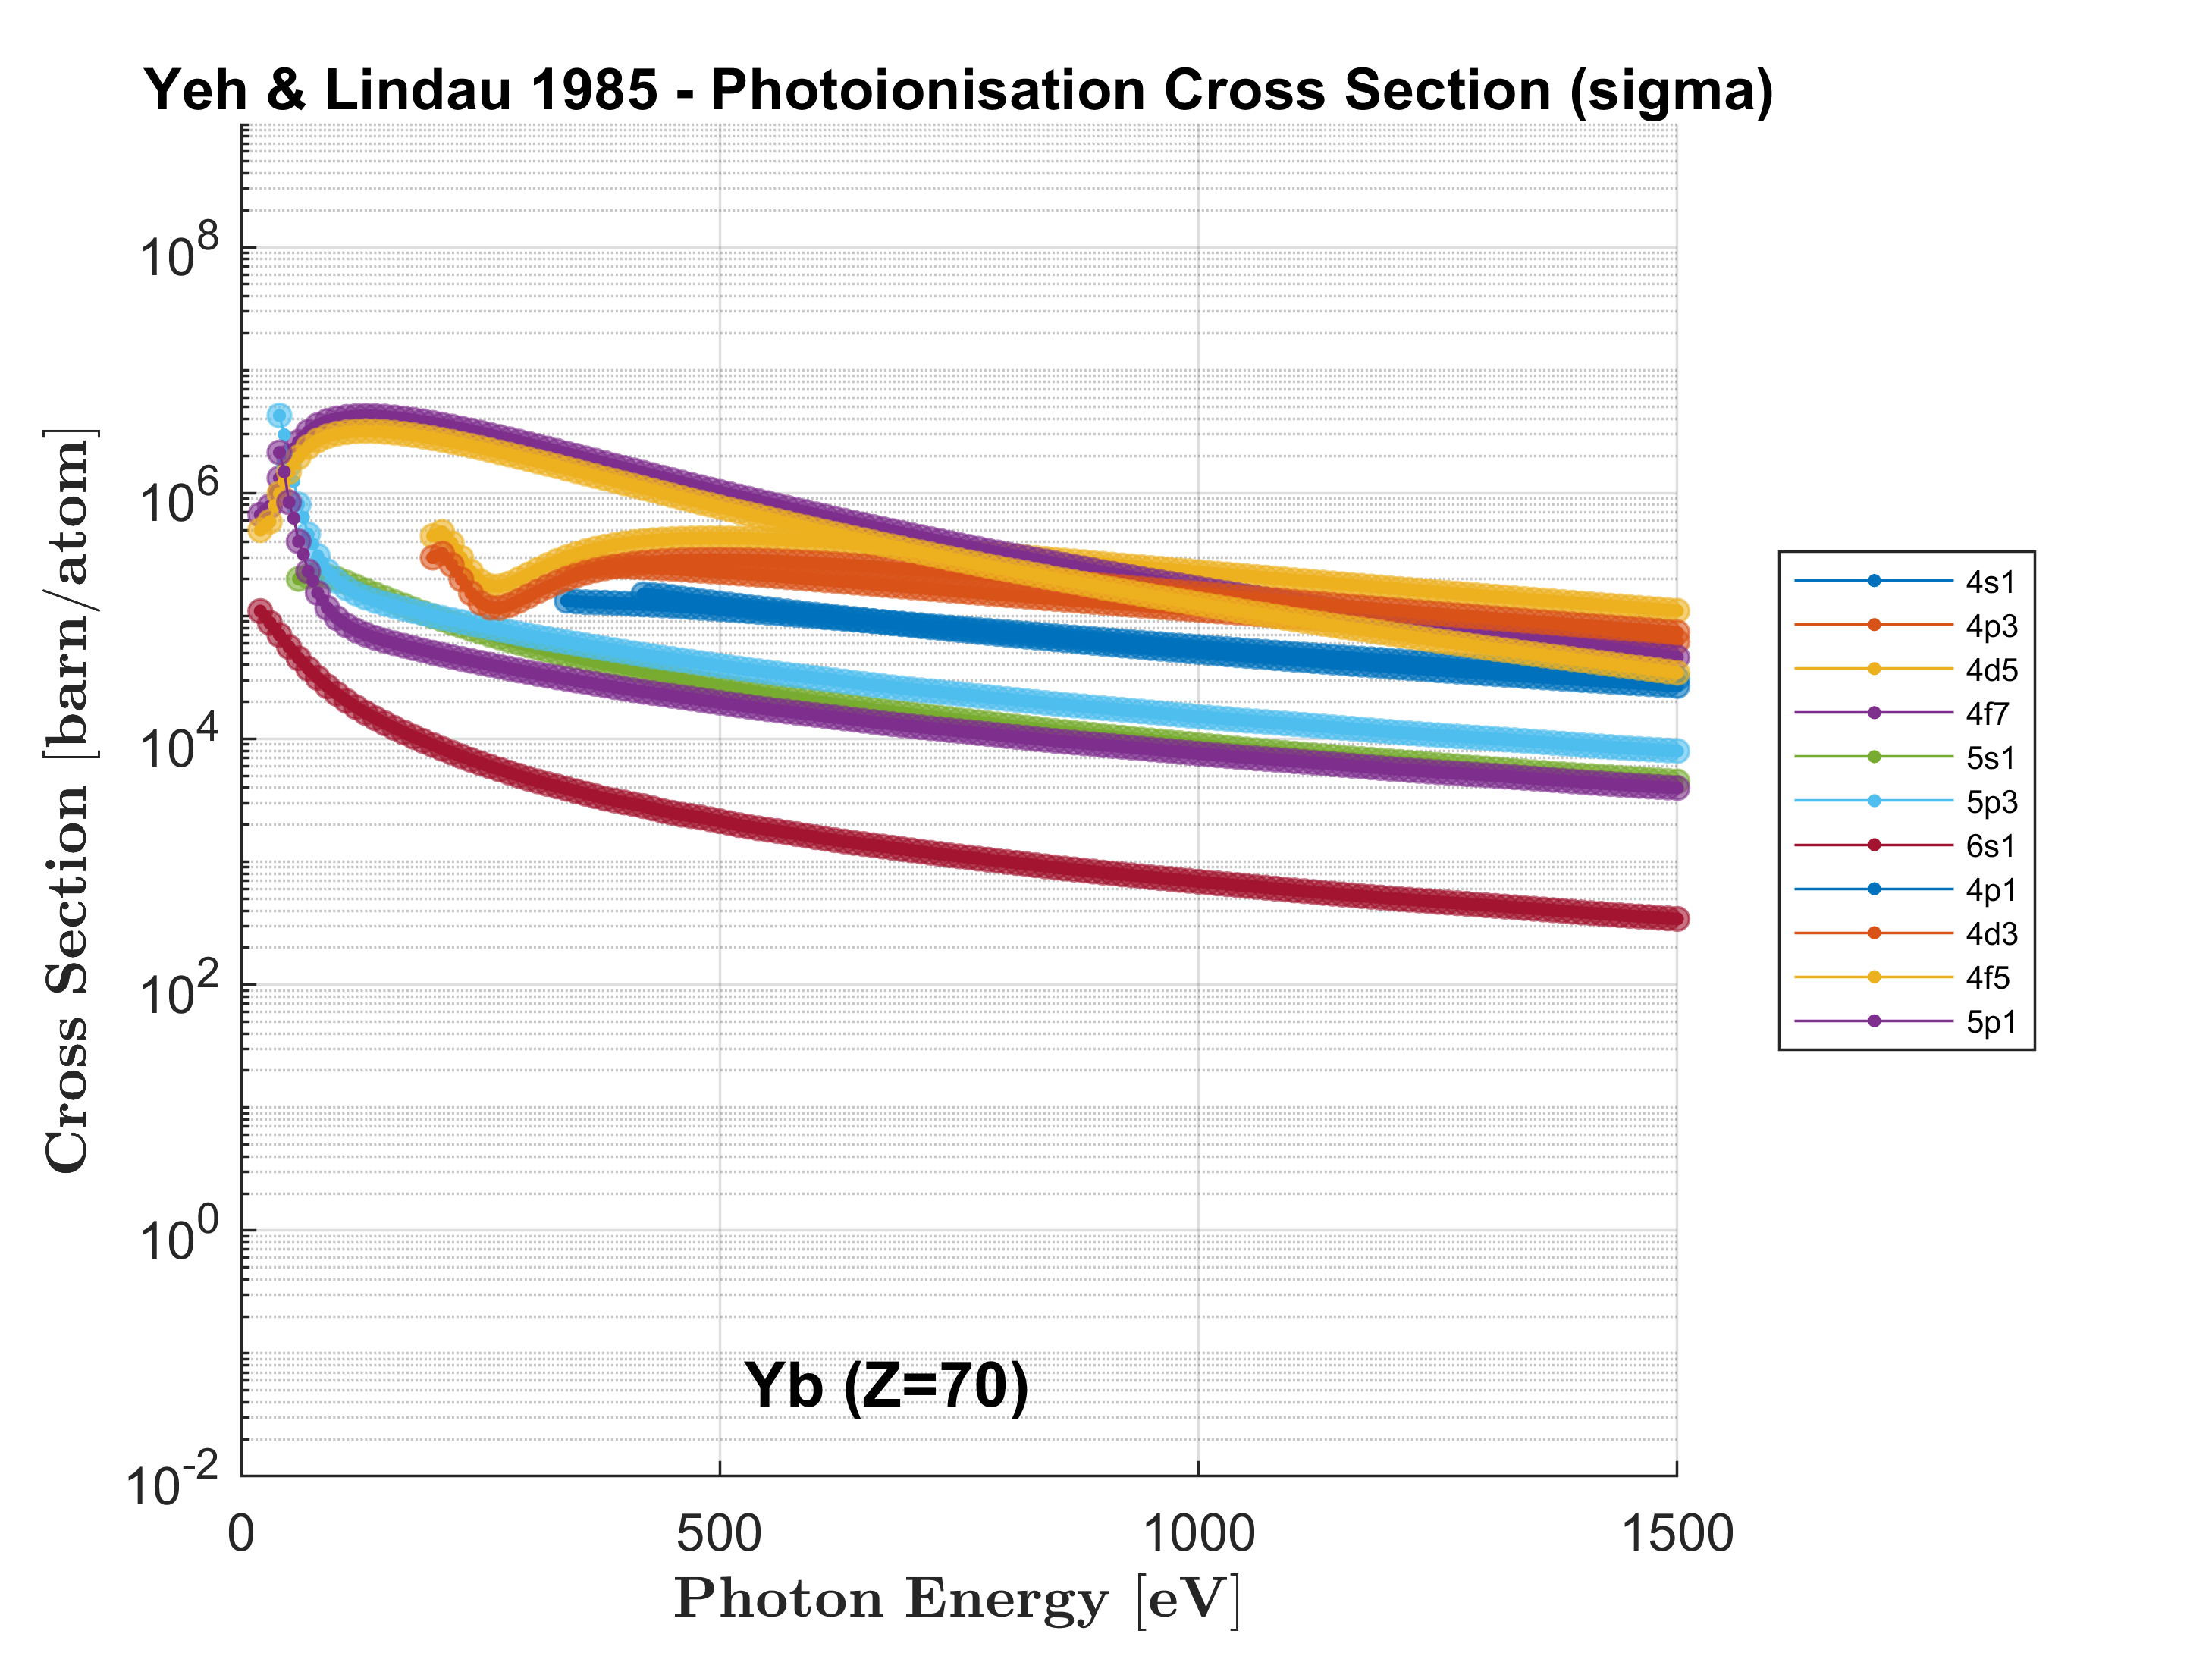 Yeh & Lindau 1985 - Photoionisation Cross Section (sigma)
Cross Section [barn/atom]
10^8
10^6
10^4
10^2
10^0
10^-2
0 500 1000 1500
Photon Energy [eV]
Yb (Z=70)
4s1
4p3
4d5
4f7
5s1
5p3
6s1
4p1
4d3
4f5
5p1